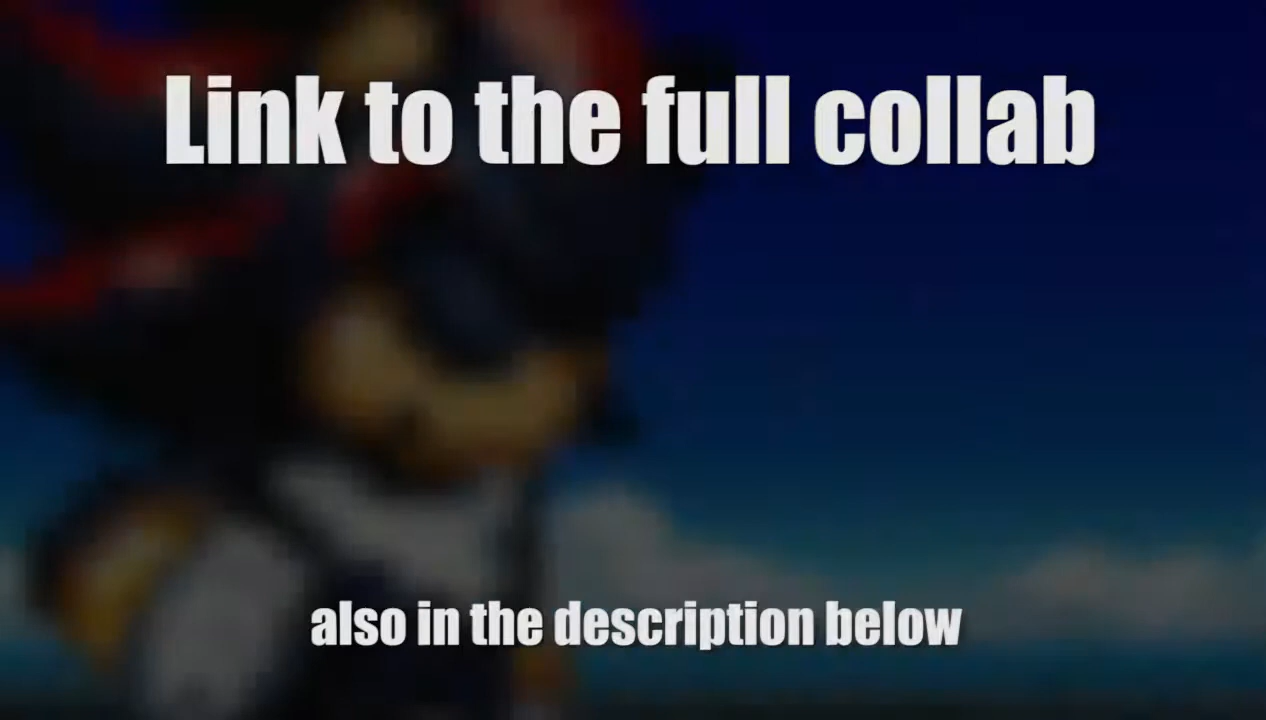 Link to the full collab
also in the description below